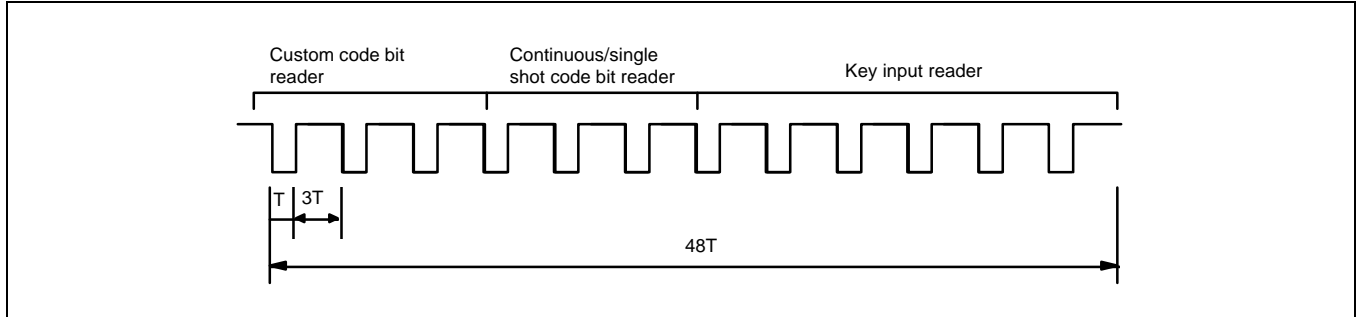 Custom code bit
reader
Continuous/single
shot code bit reader
Key input reader
T
3T
48T